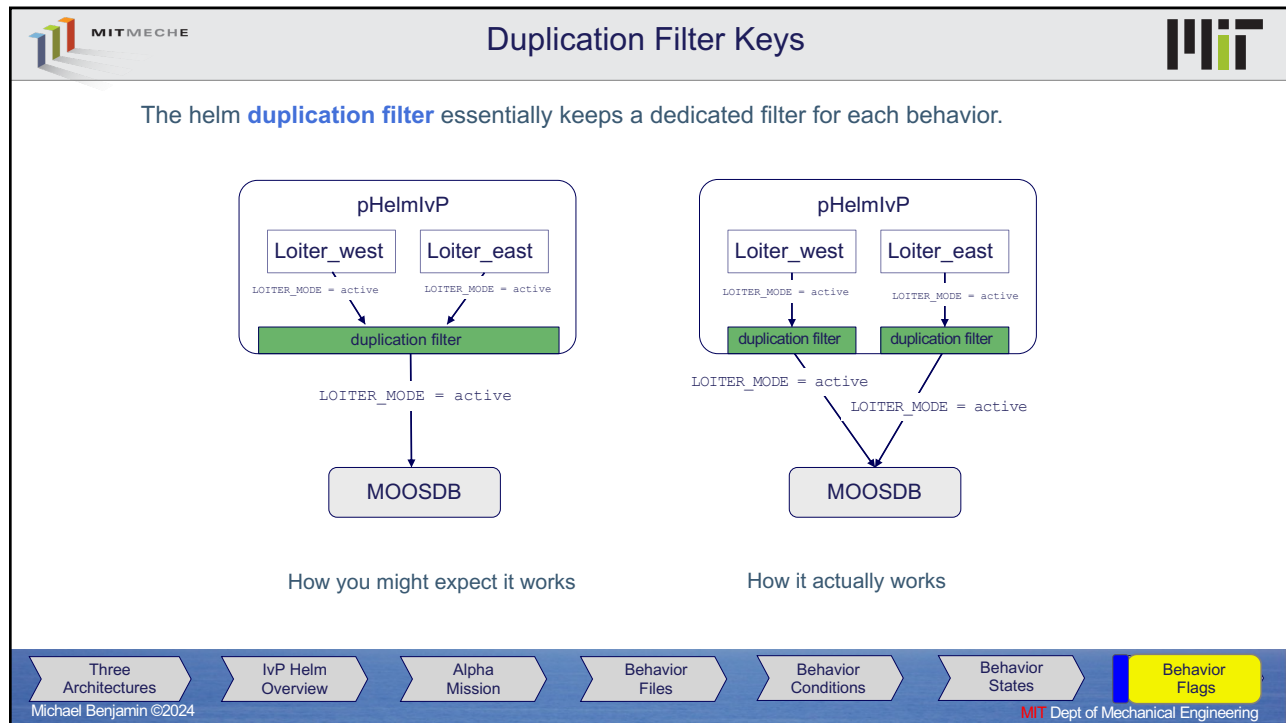 MITMECHE
Duplication Filter Keys
MIT
The helm duplication filter essentially keeps a dedicated filter for each behavior.
pHelmIvP
Loiter_west
Loiter_east
LOITER_MODE = active
LOITER_MODE = active
duplication filter
LOITER_MODE = active
MOOSDB
How you might expect it works
pHelmIvP
Loiter_west
Loiter_east
LOITER_MODE = active
LOITER_MODE = active
duplication filter
duplication filter
LOITER_MODE = active
LOITER_MODE = active
MOOSDB
How it actually works
Three
Architectures
IvP Helm
Overview
Alpha
Mission
Behavior
Files
Behavior
Conditions
Behavior
States
Behavior
Flags
Michael Benjamin ©2024
MIT Dept of Mechanical Engineering